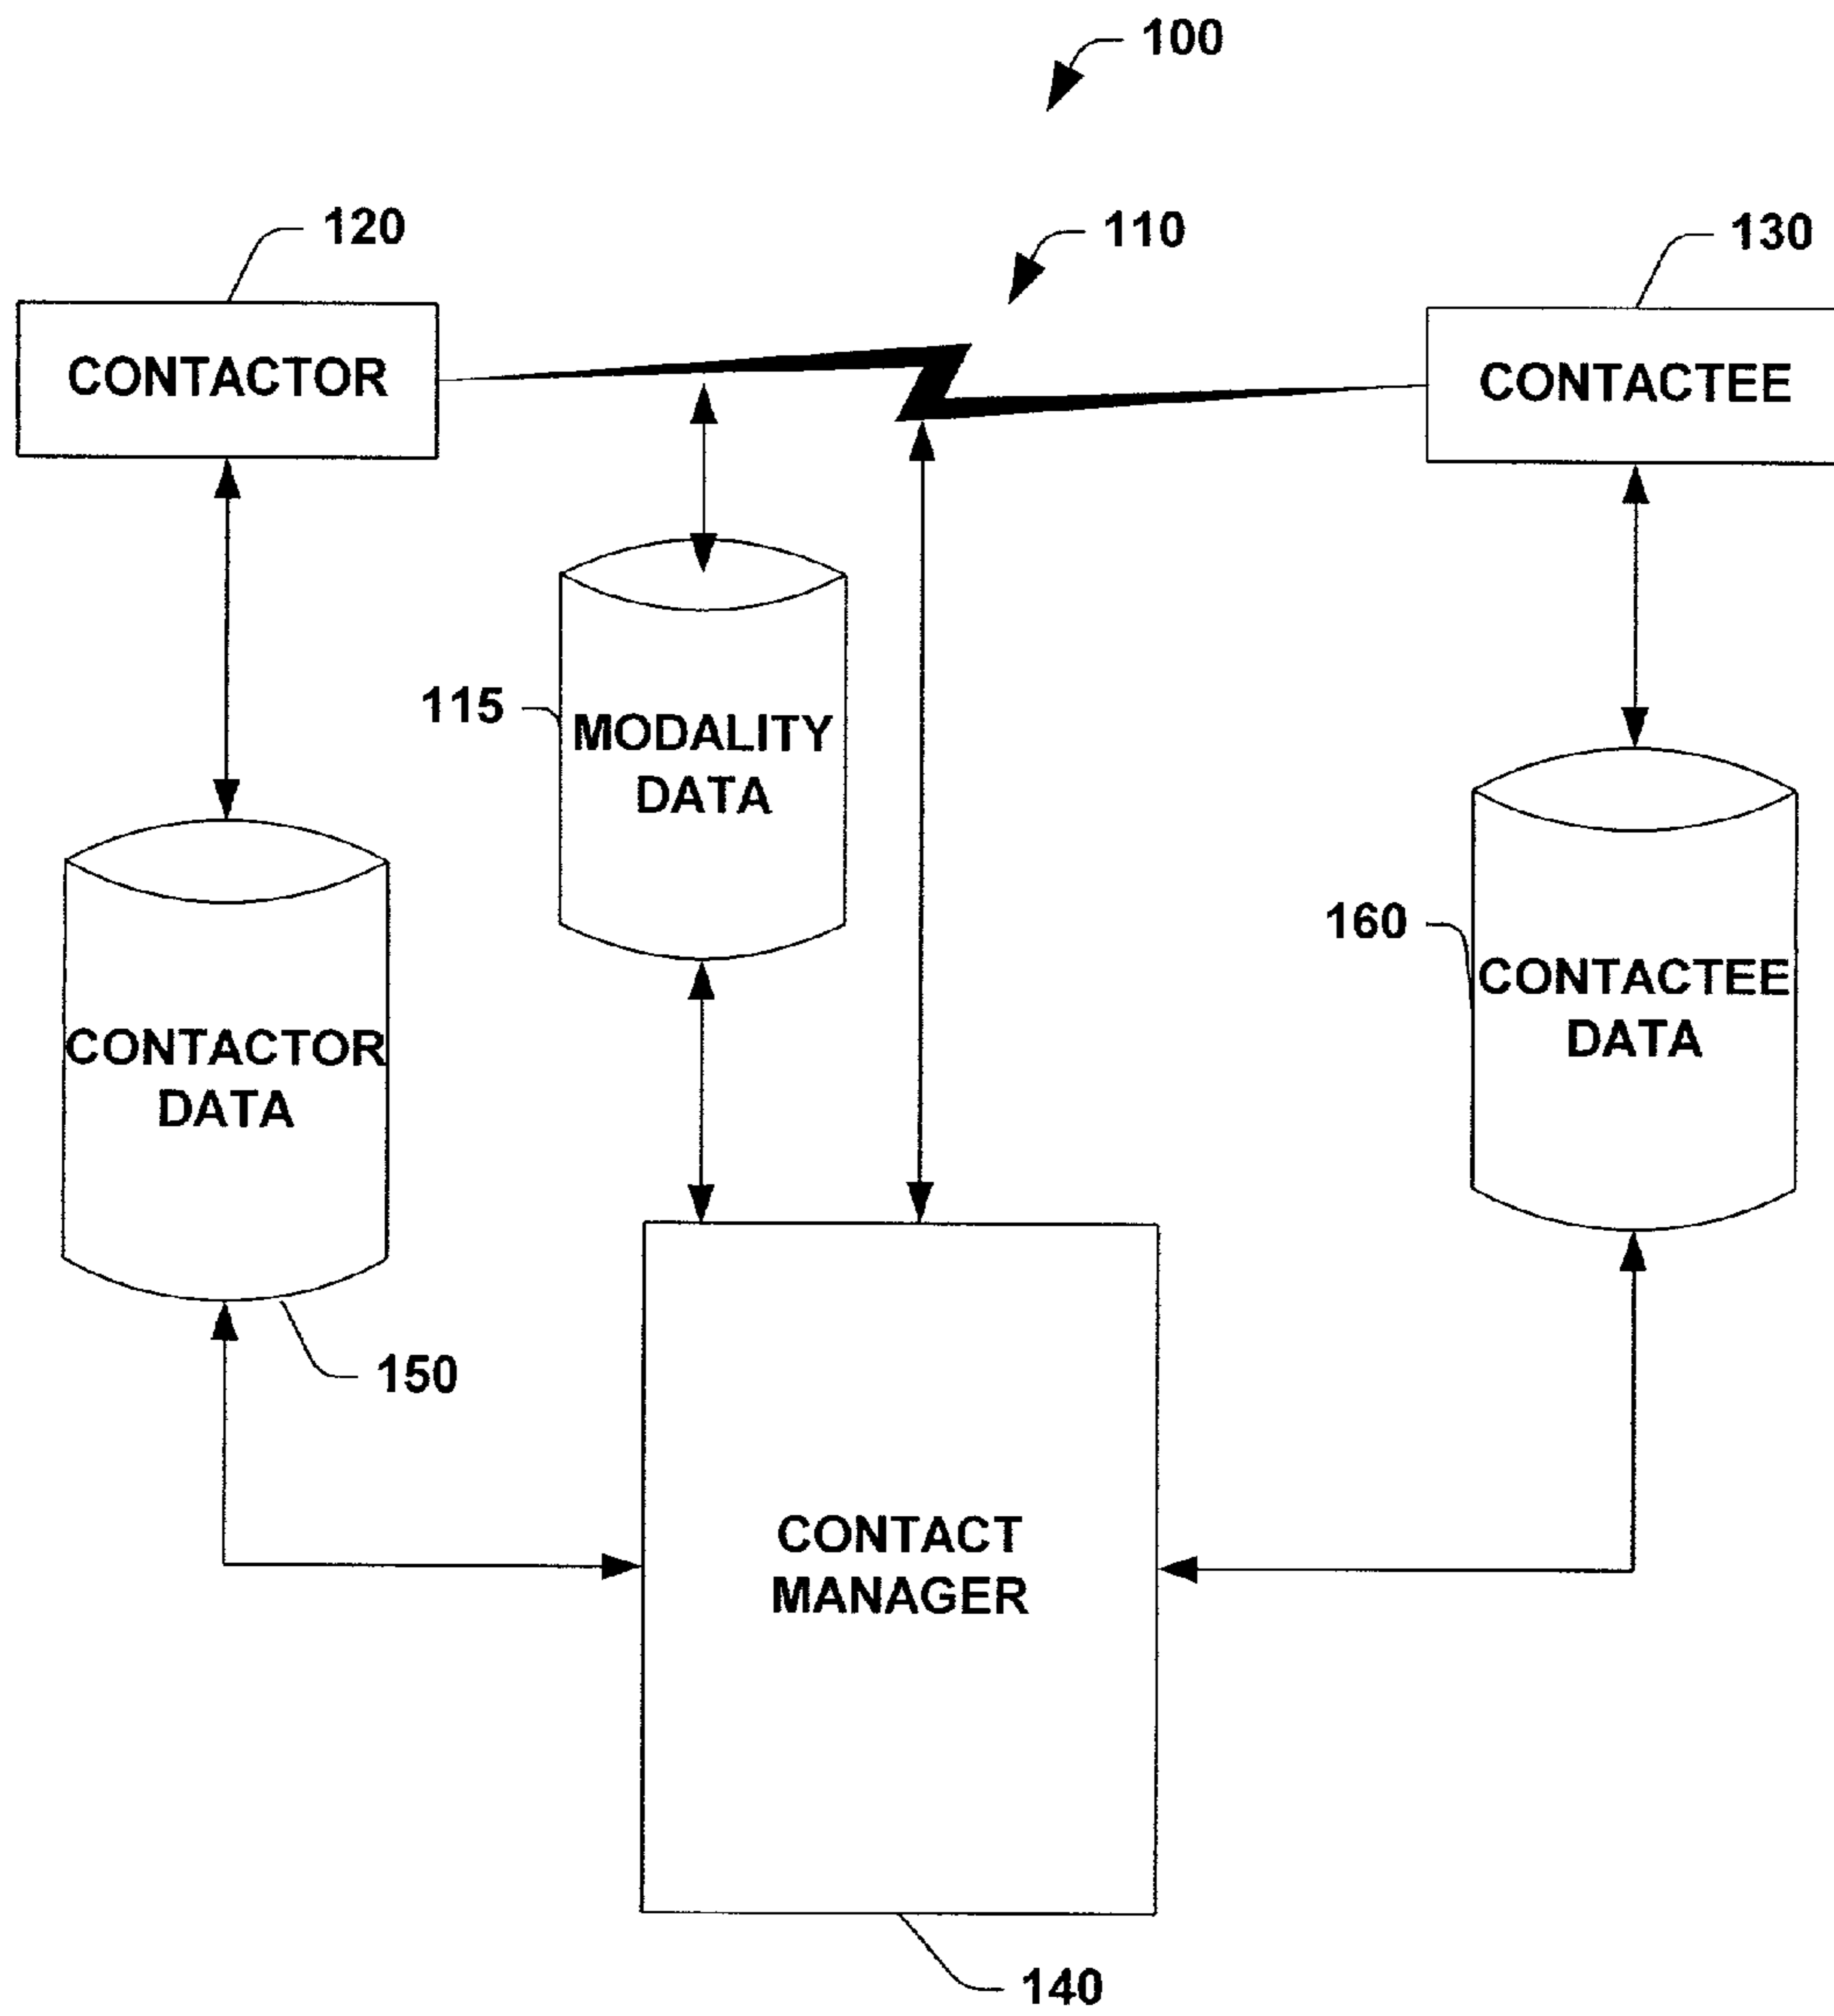 100
120
110
130
CONTACTOR
CONTACTEE
115
MODALITY
DATA
160
CONTACTEE
DATA
CONTACTOR
DATA
150
CONTACT
MANAGER
140